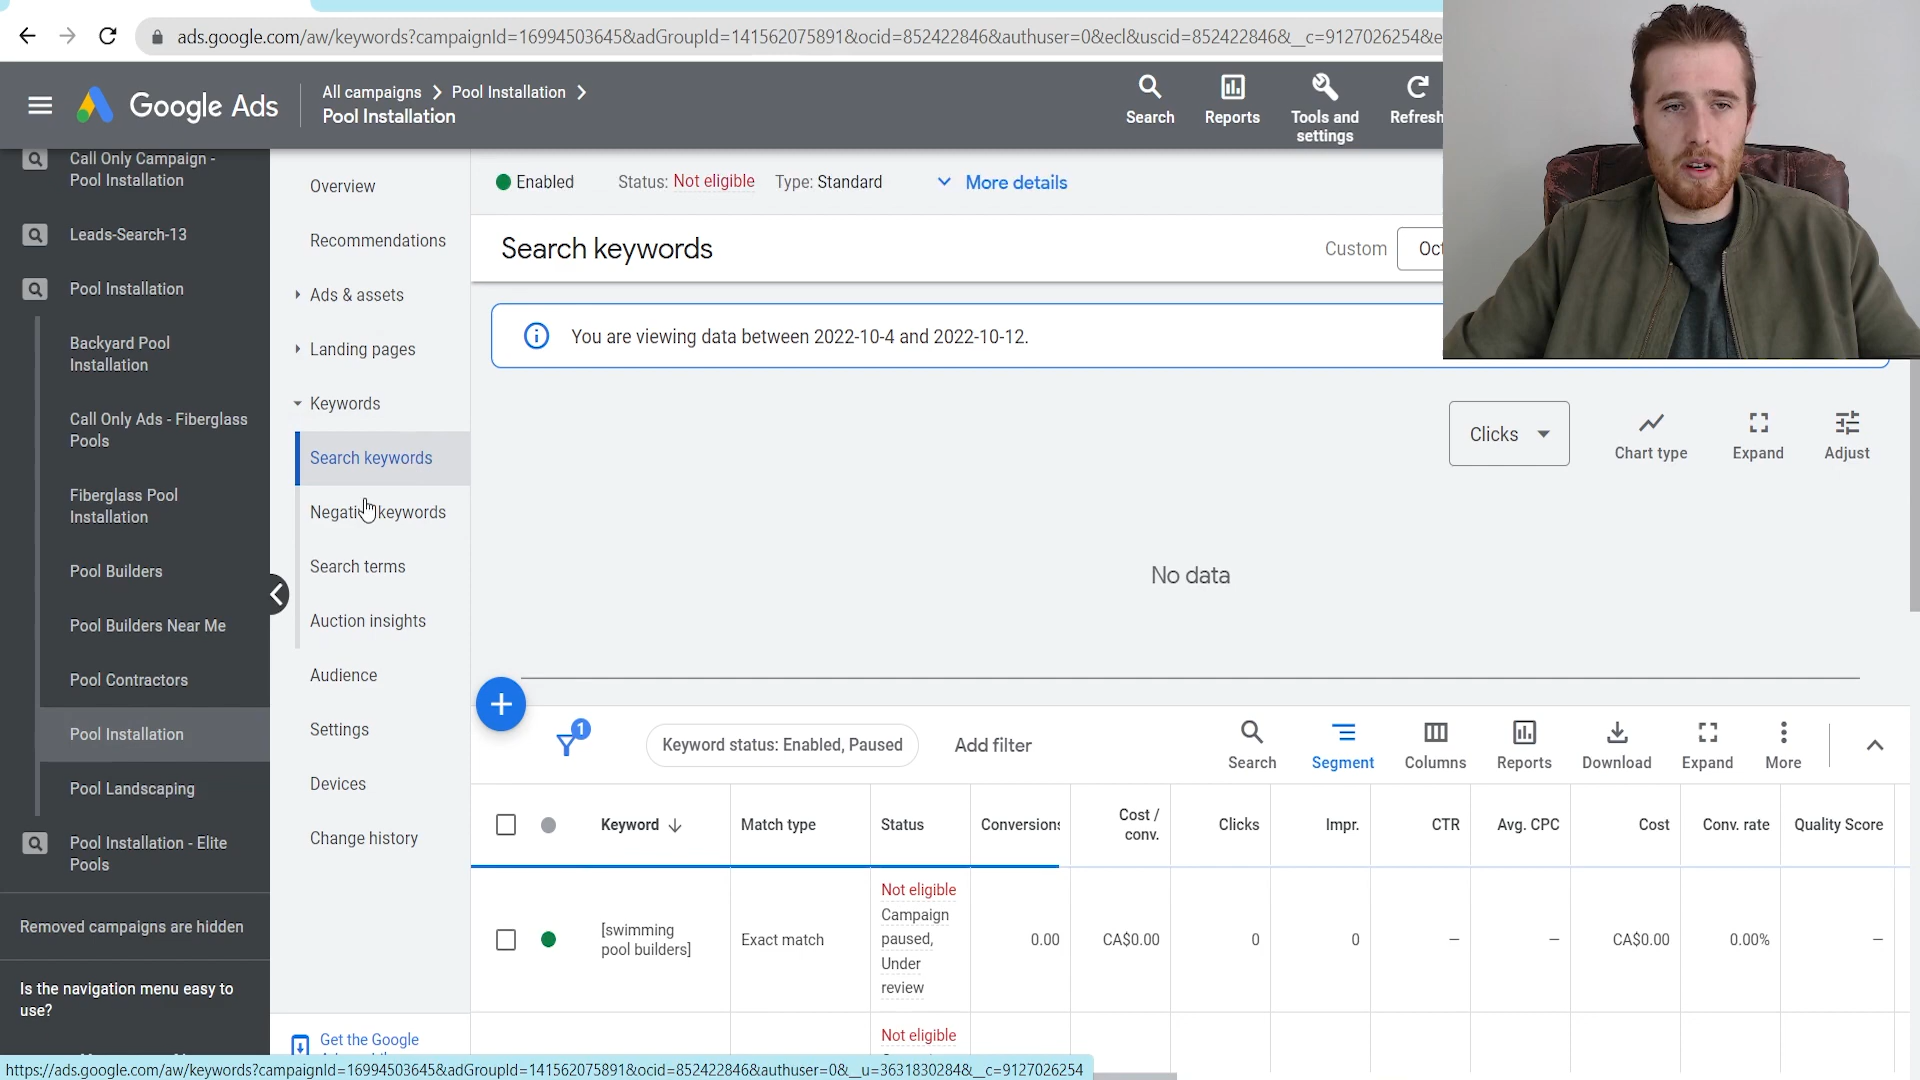 ads.google.com/aw/keywords?campaignId=16994503645&adGroupId=141562075891&ocid=852422846&authuser=0&ecl&uscid=852422846&__c=9127026254&e
Google Ads
All campaigns > Pool Installation >
Pool Installation
Search
Reports
Tools and
settings
Refresh
Call Only Campaign -
Pool Installation
Leads-Search-13
Pool Installation
Backyard Pool
Installation
Call Only Ads - Fiberglass
Pools
Fiberglass Pool
Installation
Pool Builders
Pool Builders Near Me
Pool Contractors
Pool Installation
Pool Landscaping
Pool Installation - Elite
Pools
Removed campaigns are hidden
Is the navigation menu easy to
use?
Overview
Recommendations
Ads & assets
Landing pages
Keywords
Search keywords
Negative keywords
Search terms
Auction insights
Audience
Settings
Devices
Change history
Get the Google
Enabled Status: Not eligible Type: Standard More details
Search keywords
Custom Oct
You are viewing data between 2022-10-4 and 2022-10-12.
Clicks
Chart type
Expand
Adjust
No data
1
Keyword status: Enabled, Paused
Add filter
Search
Segment
Columns
Reports
Download
Expand
More
Keyword Match type Status Conversions Cost / conv. Clicks Impr. CTR Avg. CPC Cost Conv. rate Quality Score
[swimming
pool builders]
Exact match
Not eligible
Campaign
paused,
Under
review
0.00 CA$0.00 0 0 – – CA$0.00 0.00% –
Not eligible
https://ads.google.com/aw/keywords?campaignId=16994503645&adGroupId=141562075891&ocid=852422846&authuser=0&__u=3631830284&__c=9127026254